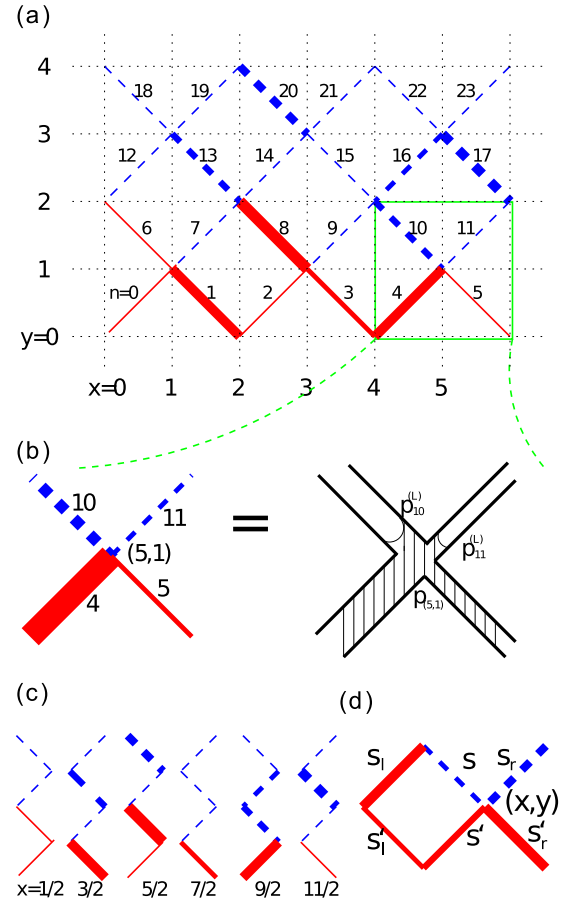 (a)
4
18 19 20 21 22 23
3
12 13 14 15 16 17
2
6 7 8 9 10 11
1
n=0 1 2 3 4 5
y=0
x=0 1 2 3 4 5
(b)
10 11 (5,1) 4 5
=
p10(L) p11(L) p(5,1)
(c) (d)
sl s sr
(x,y)
s'l s' s'r
x=1/2 3/2 5/2 7/2 9/2 11/2